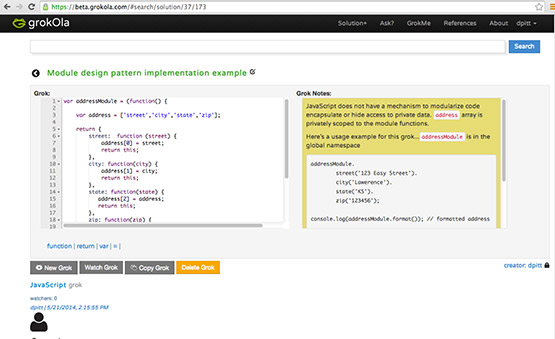 https://beta.grokola.com/#search/solution/37/173
grokOla
Solution+ Ask? GrokMe References About dpitt
Search
Module design pattern implementation example
Grok:
1 var addressModule = (function() {
2
3 var address = ["street","city","state","zip"];
4
5 return {
6 street: function (street) {
7 address[0] = street;
8 return this;
9 },
10 city: function(city) {
11 address[1] = city;
12 return this;
13 },
14 state: function(state) {
15 address[2] = address;
16 return this;
17 },
18 zip: function(zip) {
19
Grok Notes:
JavaScript does not have a mechanism to modularize code
encapsulate or hide access to private data. address array is
privately scoped to the module functions.
Here's a usage example for this grok... addressModule is in the
global namespace
addressModule.
street('123 Easy Street').
city('Lawerence').
state('KS').
zip('123456');
console.log(addressModule.format()); // formatted address
function | return | var | = |
New Grok Watch Grok Copy Grok Delete Grok
creator: dpitt
JavaScript grok
watchers: 0
dpitt | 5/21/2014, 2:15:55 PM